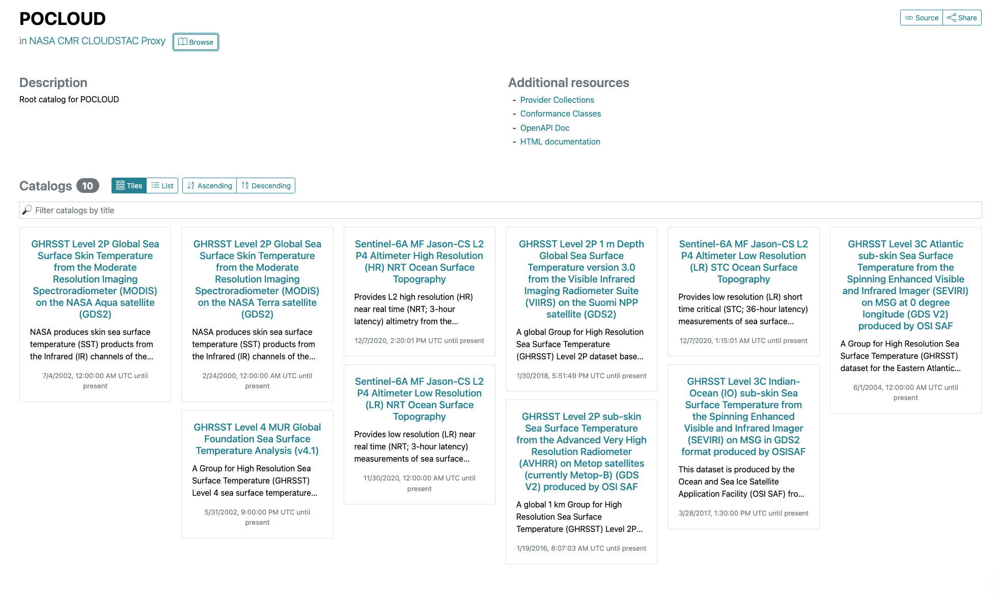 POCLOUD
Source
Share
in NASA CMR CLOUDSTAC Proxy
Browse
Description
Root catalog for POCLOUD
Additional resources
- Provider Collections
- Conformance Classes
- OpenAPI Doc
- HTML documentation
Catalogs 10
Tiles
List
Ascending
Descending
Filter catalogs by title
GHRSST Level 2P Global Sea
Surface Skin Temperature
from the Moderate
Resolution Imaging
Spectroradiometer (MODIS)
on the NASA Aqua satellite
(GDS2)
NASA produces skin sea surface
temperature (SST) products from
the Infrared (IR) channels of the...
7/4/2002, 12:00:00 AM UTC until
present
GHRSST Level 2P Global Sea
Surface Skin Temperature
from the Moderate
Resolution Imaging
Spectroradiometer (MODIS)
on the NASA Terra satellite
(GDS2)
NASA produces skin sea surface
temperature (SST) products from
the Infrared (IR) channels of the...
2/24/2000, 12:00:00 AM UTC until
present
Sentinel-6A MF Jason-CS L2
P4 Altimeter High Resolution
(HR) NRT Ocean Surface
Topography
Provides L2 high resolution (HR)
near real time (NRT; 3-hour
latency) altimetry from the...
12/7/2020, 2:20:01 PM UTC until present
GHRSST Level 2P 1 m Depth
Global Sea Surface
Temperature version 3.0
from the Visible Infrared
Imaging Radiometer Suite
(VIIRS) on the Suomi NPP
satellite (GDS2)
A global Group for High Resolution
Sea Surface Temperature
(GHRSST) Level 2P dataset base...
1/30/2018, 5:51:49 PM UTC until present
Sentinel-6A MF Jason-CS L2
P4 Altimeter Low Resolution
(LR) STC Ocean Surface
Topography
Provides low resolution (LR) short
time critical (STC; 36-hour latency)
measurements of sea surface...
12/7/2020, 1:15:01 AM UTC until present
GHRSST Level 3C Atlantic
sub-skin Sea Surface
Temperature from the
Spinning Enhanced Visible
and Infrared Imager (SEVIRI)
on MSG at 0 degree
longitude (GDS V2)
produced by OSI SAF
A Group for High Resolution Sea
Surface Temperature (GHRSST)
dataset for the Eastern Atlantic...
6/1/2004, 12:00:00 AM UTC until
present
GHRSST Level 4 MUR Global
Foundation Sea Surface
Temperature Analysis (v4.1)
A Group for High Resolution Sea
Surface Temperature (GHRSST)
Level 4 sea surface temperature...
5/31/2002, 9:00:00 PM UTC until
present
Sentinel-6A MF Jason-CS L2
P4 Altimeter Low Resolution
(LR) NRT Ocean Surface
Topography
Provides low resolution (LR) near
real time (NRT; 3-hour latency)
measurements of sea surface...
11/30/2020, 12:00:00 AM UTC until
present
GHRSST Level 2P sub-skin
Sea Surface Temperature
from the Advanced Very High
Resolution Radiometer
(AVHRR) on Metop satellites
(currently Metop-B) (GDS
V2) produced by OSI SAF
A global 1 km Group for High
Resolution Sea Surface
Temperature (GHRSST) Level 2P...
1/19/2016, 8:07:03 AM UTC until present
GHRSST Level 3C Indian-
Ocean (IO) sub-skin Sea
Surface Temperature from
the Spinning Enhanced
Visible and Infrared Imager
(SEVIRI) on MSG in GDS2
format produced by OSISAF
This dataset is produced by the
Ocean and Sea Ice Satellite
Application Facility (OSI SAF) fro...
3/28/2017, 1:30:00 PM UTC until present